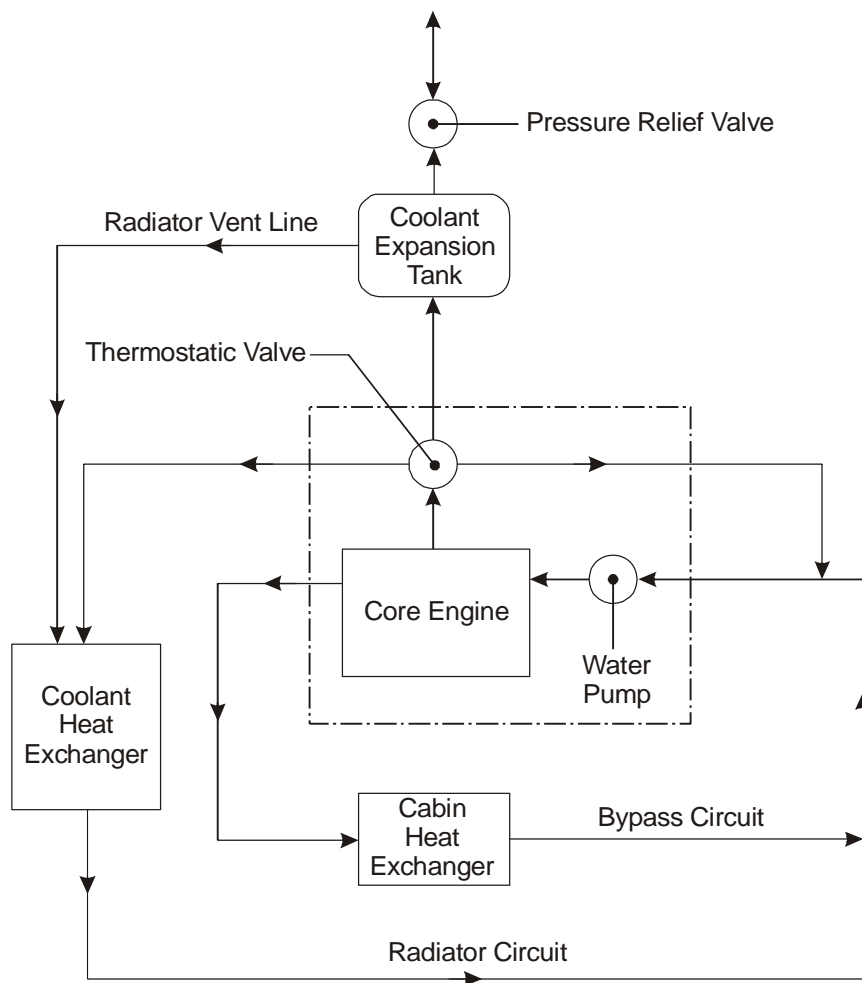 Pressure Relief Valve
Radiator Vent Line
Coolant
Expansion
Tank
Thermostatic Valve
Core Engine
Water
Pump
Coolant
Heat
Exchanger
Cabin
Heat
Exchanger
Bypass Circuit
Radiator Circuit